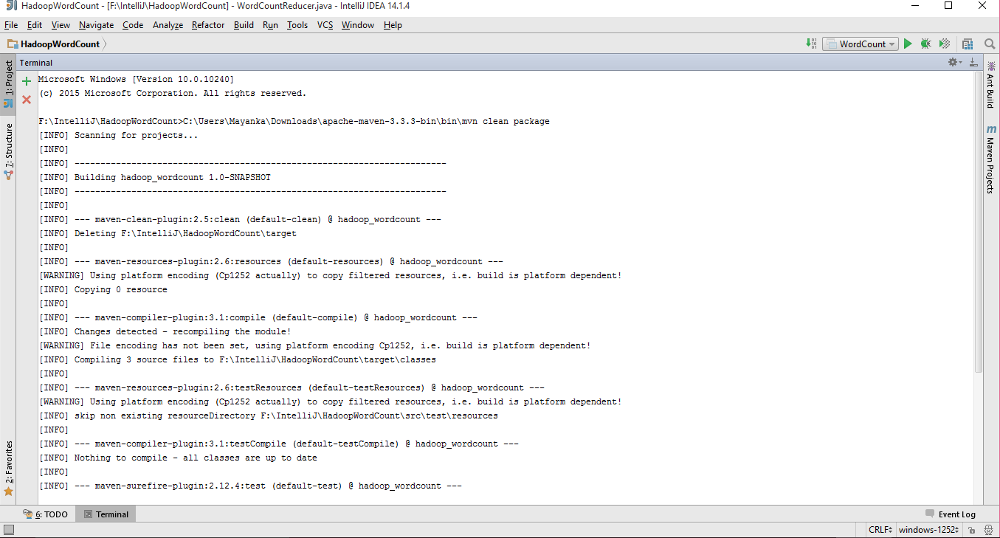 HadoopWordCount - [F:\IntelliJ\HadoopWordCount] - WordCountReducer.java - IntelliJ IDEA 14.1.4
File Edit View Navigate Code Analyze Refactor Build Run Tools VCS Window Help
HadoopWordCount
WordCount
1: Project
7: Structure
2: Favorites
Terminal
Microsoft Windows [Version 10.0.10240]
(c) 2015 Microsoft Corporation. All rights reserved.
F:\IntelliJ\HadoopWordCount>C:\Users\Mayanka\Downloads\apache-maven-3.3.3-bin\bin\mvn clean package
[INFO] Scanning for projects...
[INFO]
[INFO] ------------------------------------------------------------------------
[INFO] Building hadoop_wordcount 1.0-SNAPSHOT
[INFO] ------------------------------------------------------------------------
[INFO]
[INFO] --- maven-clean-plugin:2.5:clean (default-clean) @ hadoop_wordcount ---
[INFO] Deleting F:\IntelliJ\HadoopWordCount\target
[INFO]
[INFO] --- maven-resources-plugin:2.6:resources (default-resources) @ hadoop_wordcount ---
[WARNING] Using platform encoding (Cp1252 actually) to copy filtered resources, i.e. build is platform dependent!
[INFO] Copying 0 resource
[INFO]
[INFO] --- maven-compiler-plugin:3.1:compile (default-compile) @ hadoop_wordcount ---
[INFO] Changes detected - recompiling the module!
[WARNING] File encoding has not been set, using platform encoding Cp1252, i.e. build is platform dependent!
[INFO] Compiling 3 source files to F:\IntelliJ\HadoopWordCount\target\classes
[INFO]
[INFO] --- maven-resources-plugin:2.6:testResources (default-testResources) @ hadoop_wordcount ---
[WARNING] Using platform encoding (Cp1252 actually) to copy filtered resources, i.e. build is platform dependent!
[INFO] skip non existing resourceDirectory F:\IntelliJ\HadoopWordCount\src\test\resources
[INFO]
[INFO] --- maven-compiler-plugin:3.1:testCompile (default-testCompile) @ hadoop_wordcount ---
[INFO] Nothing to compile - all classes are up to date
[INFO]
[INFO] --- maven-surefire-plugin:2.12.4:test (default-test) @ hadoop_wordcount ---
Ant Build
m Maven Projects
6: TODO
Terminal
Event Log
CRLF
windows-1252